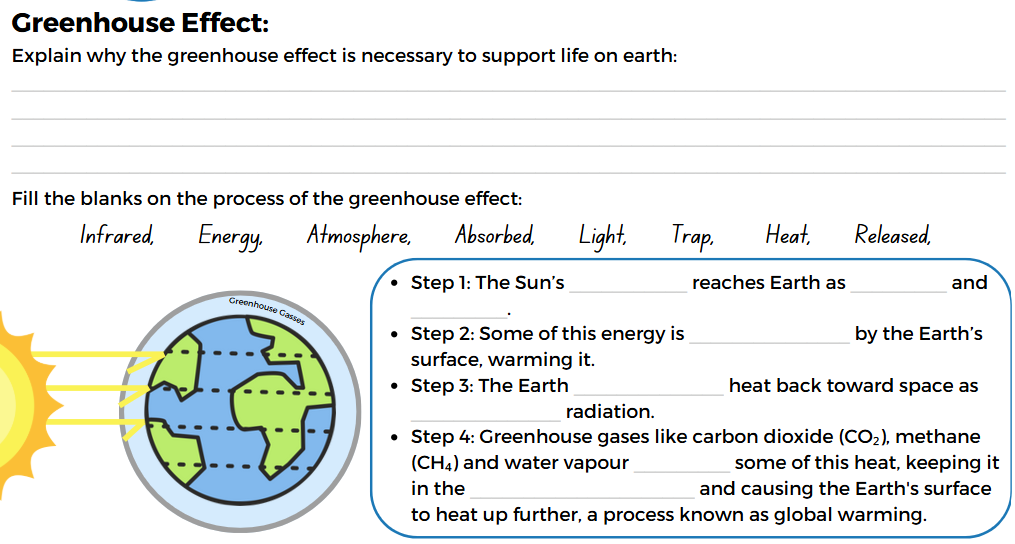 Greenhouse Effect:
Explain why the greenhouse effect is necessary to support life on earth:
Fill the blanks on the process of the greenhouse effect:
Infrared, Energy, Atmosphere, Absorbed, Light, Trap, Heat, Released,
Greenhouse Gasses
• Step 1: The Sun's ____________ reaches Earth as __________ and
__________.
• Step 2: Some of this energy is ________________ by the Earth's
surface, warming it.
• Step 3: The Earth ________________ heat back toward space as
________________ radiation.
• Step 4: Greenhouse gases like carbon dioxide (CO₂), methane
(CH₄) and water vapour __________ some of this heat, keeping it
in the ________________________ and causing the Earth's surface
to heat up further, a process known as global warming.